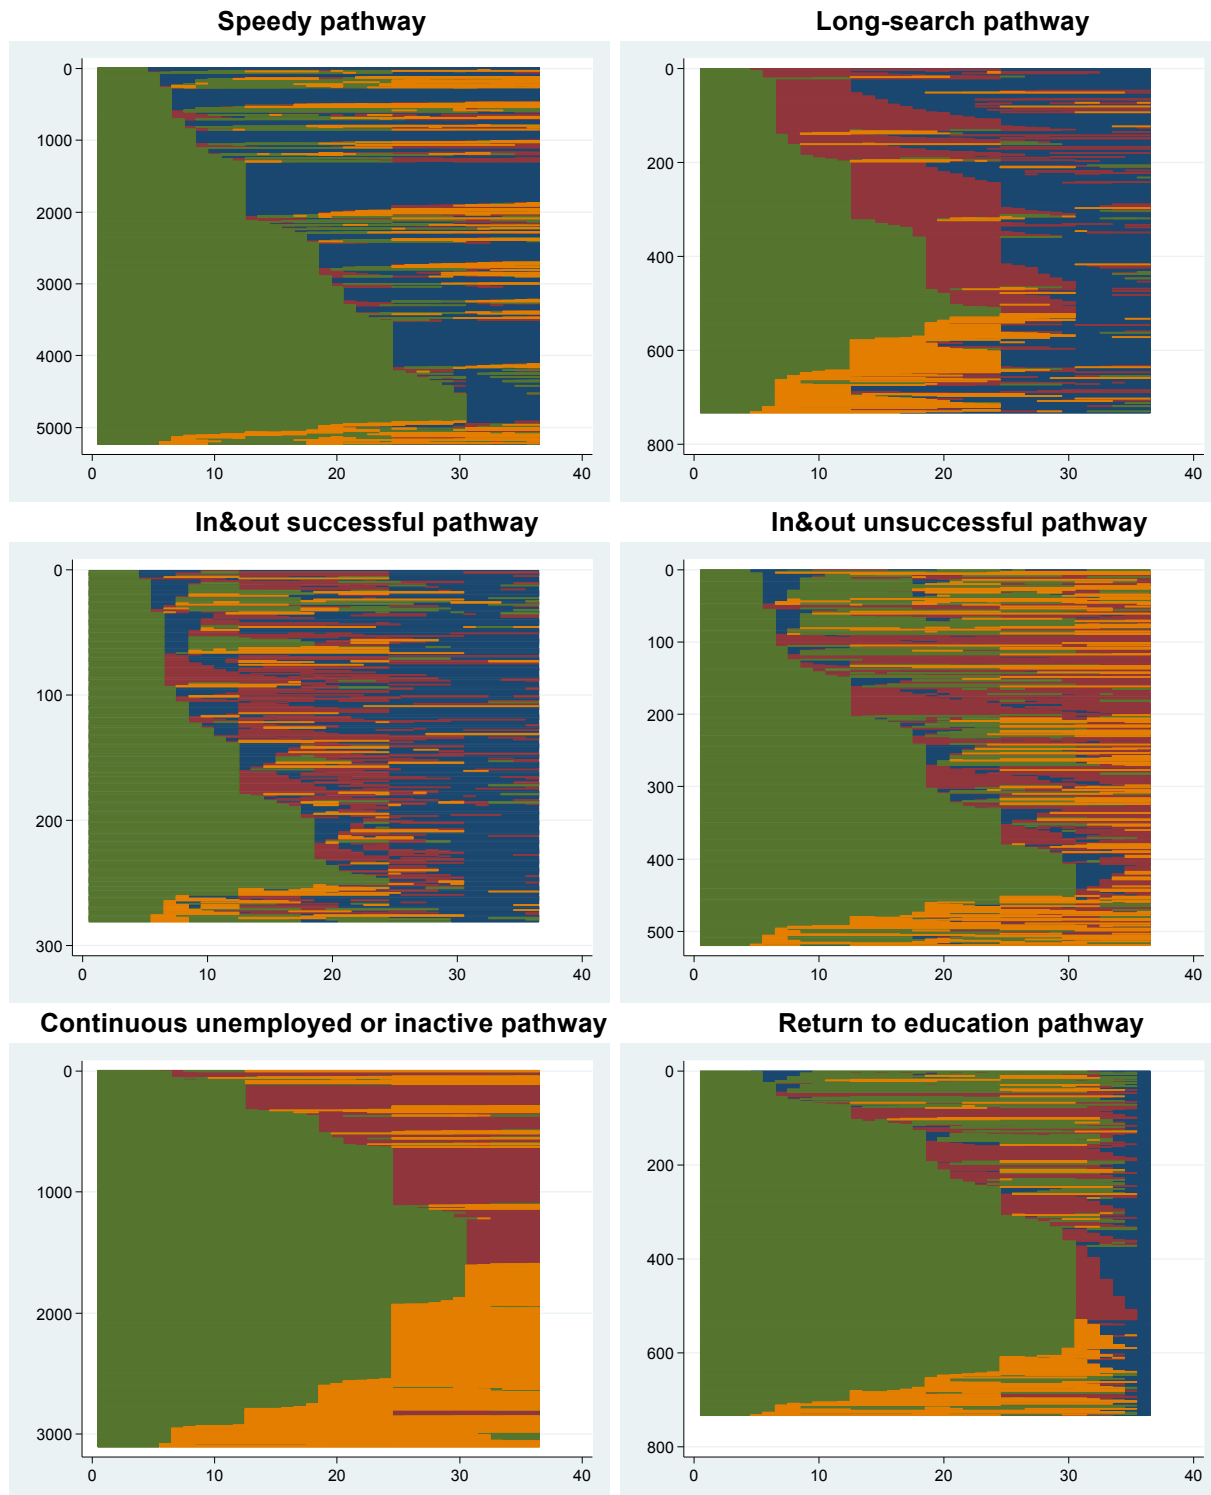 Speedy pathway
Long-search pathway
0
1000
2000
3000
4000
5000
0 10 20 30 40
0
200
400
600
800
0 10 20 30 40
In&out successful pathway
In&out unsuccessful pathway
0
100
200
300
0 10 20 30 40
0
100
200
300
400
500
0 10 20 30 40
Continuous unemployed or inactive pathway
Return to education pathway
0
1000
2000
3000
0 10 20 30 40
0
200
400
600
800
0 10 20 30 40